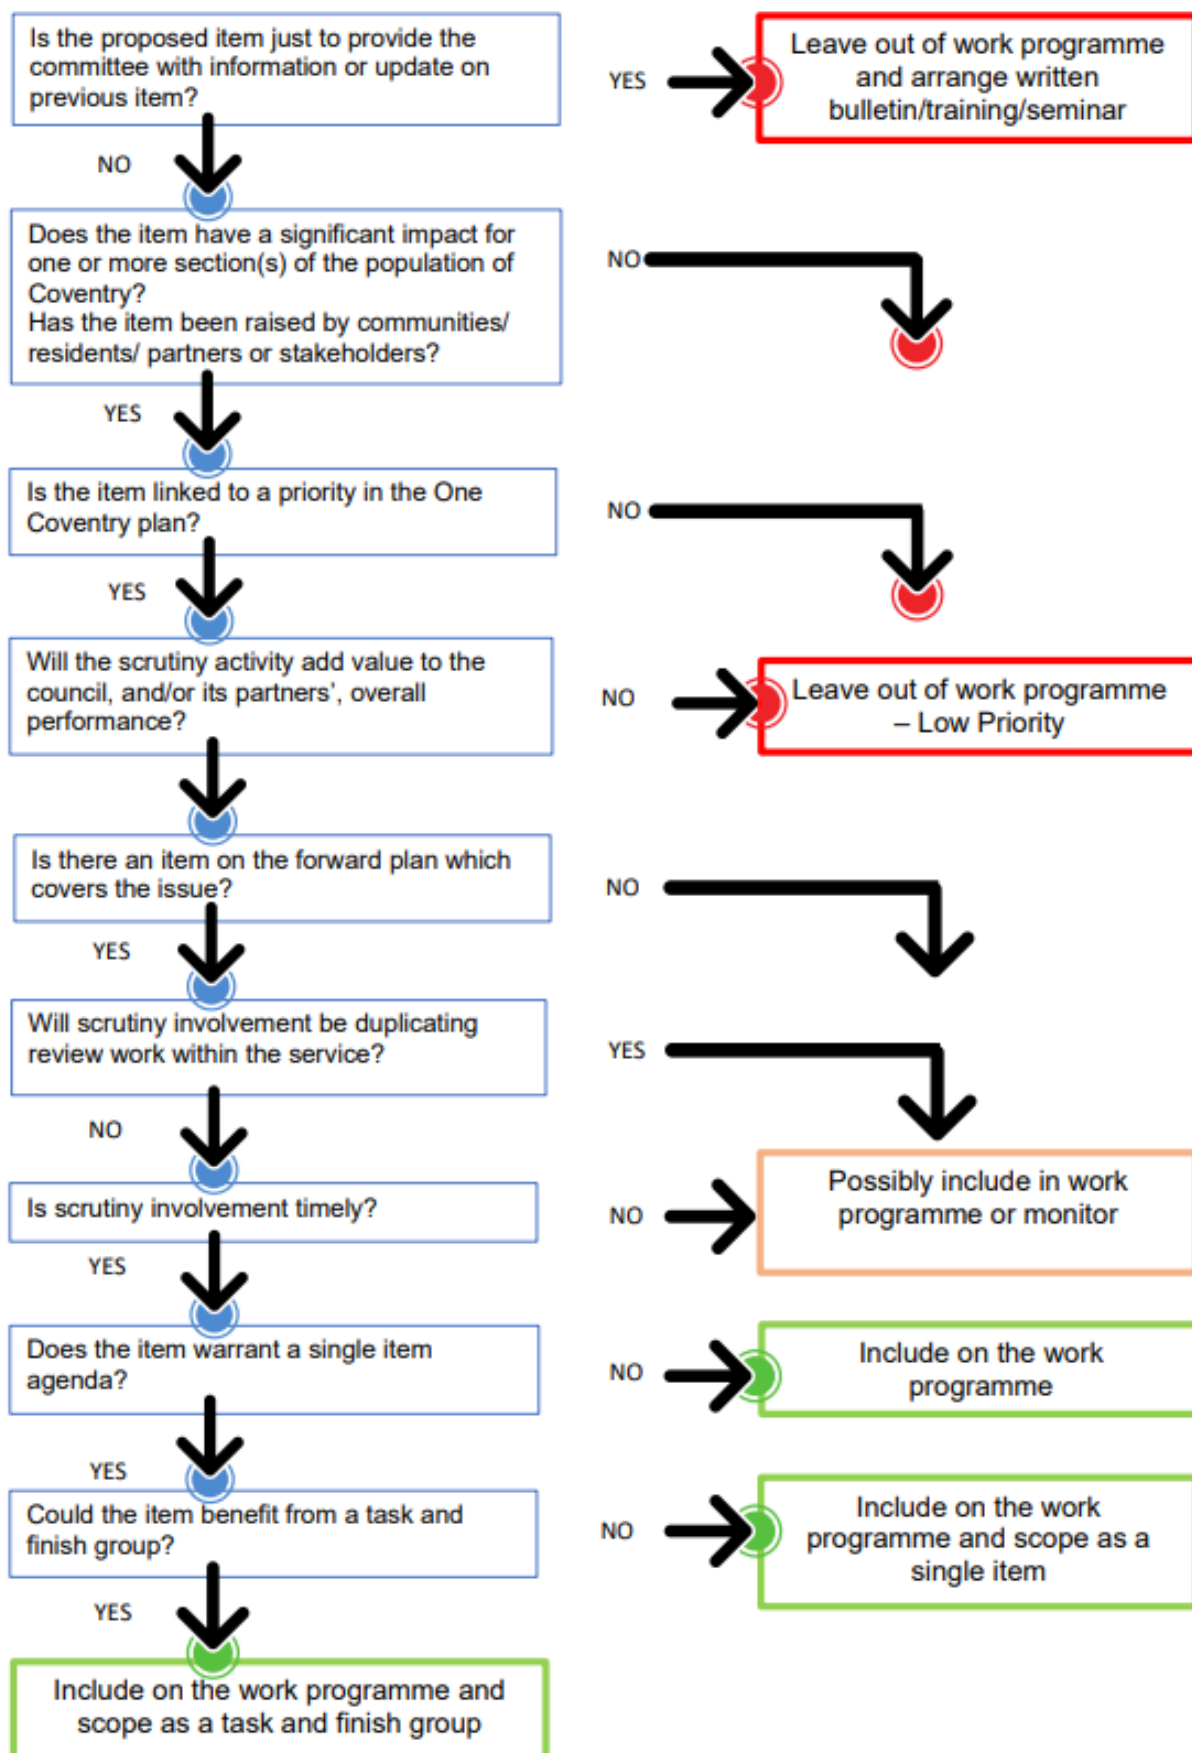 Is the proposed item just to provide the
committee with information or update on
previous item?
YES
Leave out of work programme
and arrange written
bulletin/training/seminar
NO
Does the item have a significant impact for
one or more section(s) of the population of
Coventry?
Has the item been raised by communities/
residents/ partners or stakeholders?
NO
YES
Is the item linked to a priority in the One
Coventry plan?
NO
YES
Will the scrutiny activity add value to the
council, and/or its partners’, overall
performance?
NO
Leave out of work programme
– Low Priority
Is there an item on the forward plan which
covers the issue?
NO
YES
Will scrutiny involvement be duplicating
review work within the service?
YES
NO
Is scrutiny involvement timely?
NO
Possibly include in work
programme or monitor
YES
Does the item warrant a single item
agenda?
NO
Include on the work
programme
YES
Could the item benefit from a task and
finish group?
NO
Include on the work
programme and scope as a
single item
YES
Include on the work programme and
scope as a task and finish group